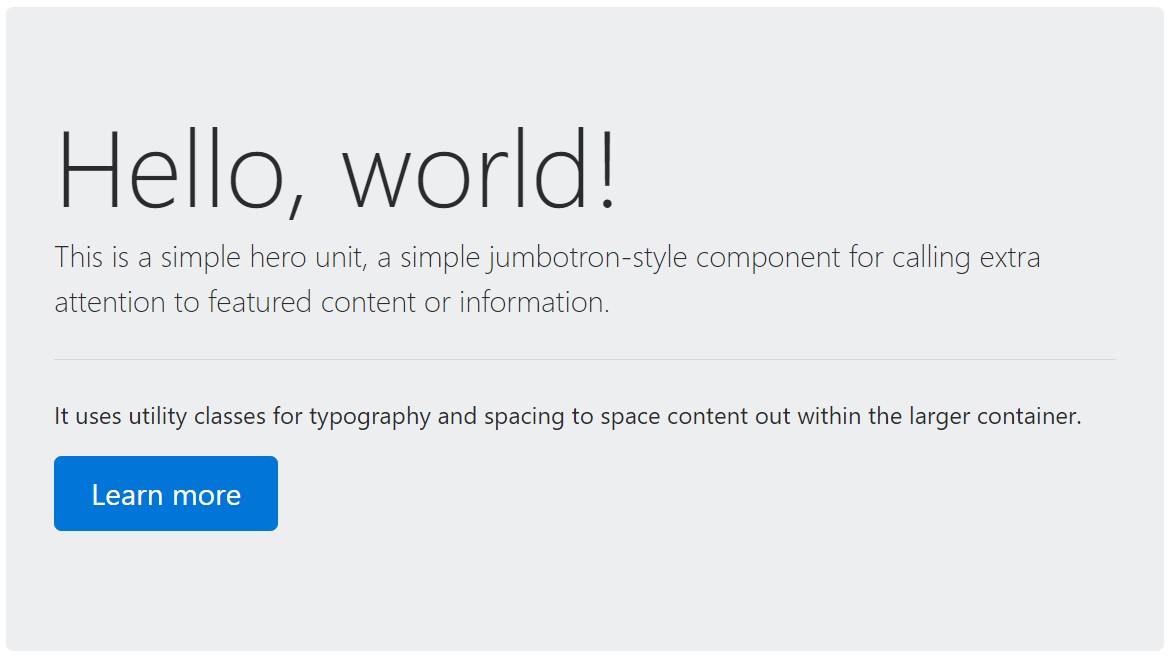 Hello, world!
This is a simple hero unit, a simple jumbotron-style component for calling extra
attention to featured content or information.
It uses utility classes for typography and spacing to space content out within the larger container.
Learn more